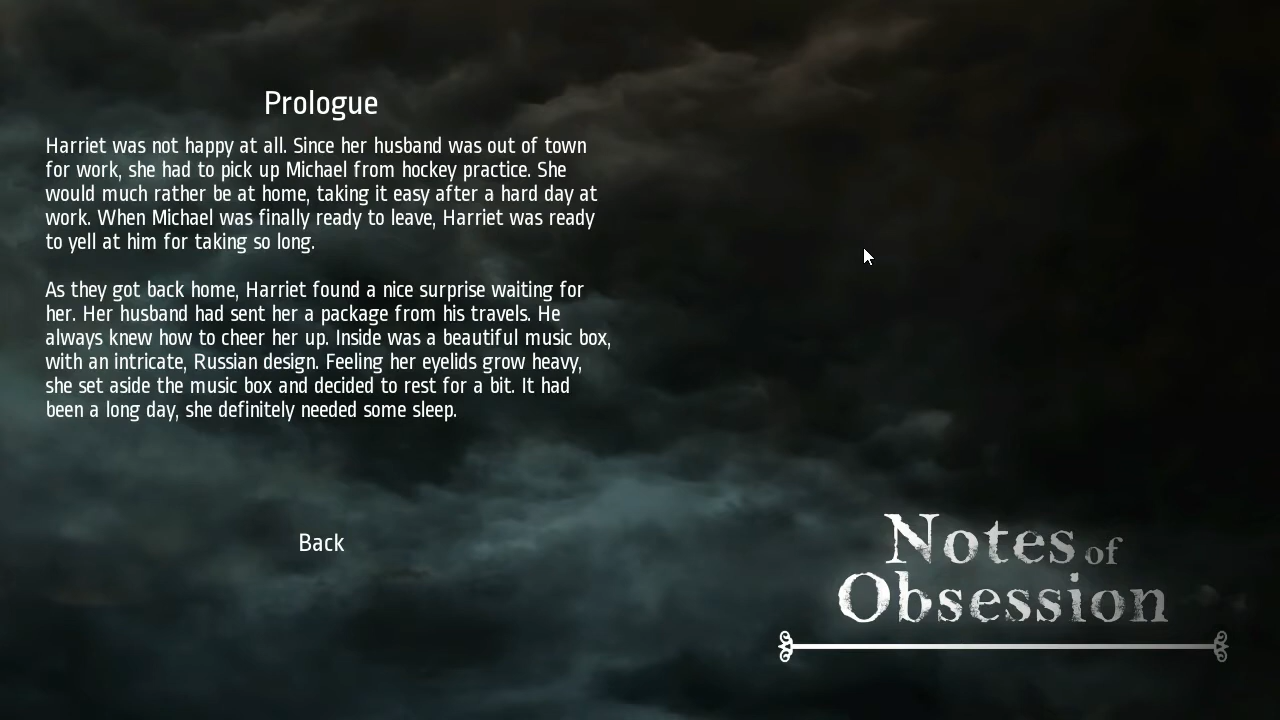 Prologue
Harriet was not happy at all. Since her husband was out of town
for work, she had to pick up Michael from hockey practice. She
would much rather be at home, taking it easy after a hard day at
work. When Michael was finally ready to leave, Harriet was ready
to yell at him for taking so long.
As they got back home, Harriet found a nice surprise waiting for
her. Her husband had sent her a package from his travels. He
always knew how to cheer her up. Inside was a beautiful music box,
with an intricate, Russian design. Feeling her eyelids grow heavy,
she set aside the music box and decided to rest for a bit. It had
been a long day, she definitely needed some sleep.
Back
Notes of
Obsession